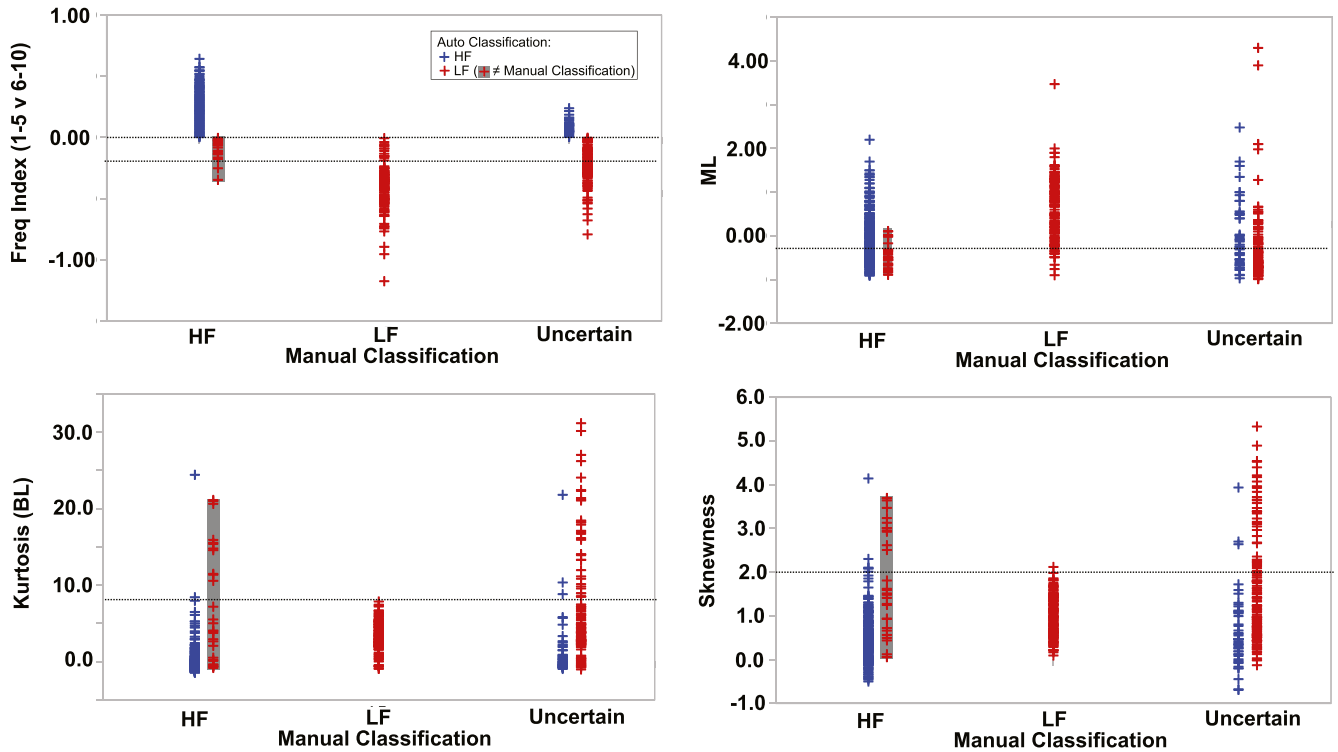 Freq Index (1-5 v 6-10)
1.00
0.00
-1.00
Auto Classification:
HF
LF ( ≠ Manual Classification)
HF
LF
Uncertain
Manual Classification
ML
4.00
2.00
0.00
-2.00
HF
LF
Uncertain
Manual Classification
Kurtosis (BL)
30.0
20.0
10.0
0.0
HF
LF
Uncertain
Manual Classification
Sknewness
6.0
5.0
4.0
3.0
2.0
1.0
0.0
-1.0
HF
LF
Uncertain
Manual Classification